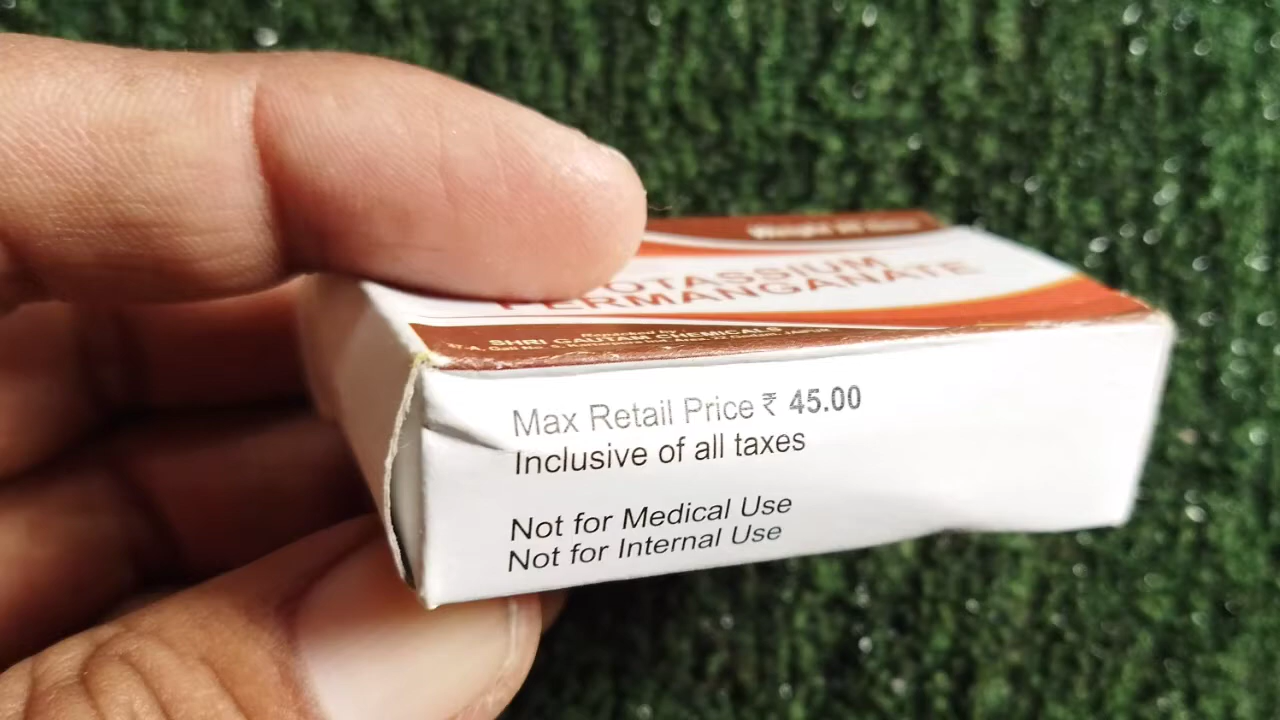 Weight
POTASSIUM
PERMANGANATE
SHRI GAUTAM CHEMICALS
Max Retail Price ₹ 45.00
Inclusive of all taxes
Not for Medical Use
Not for Internal Use